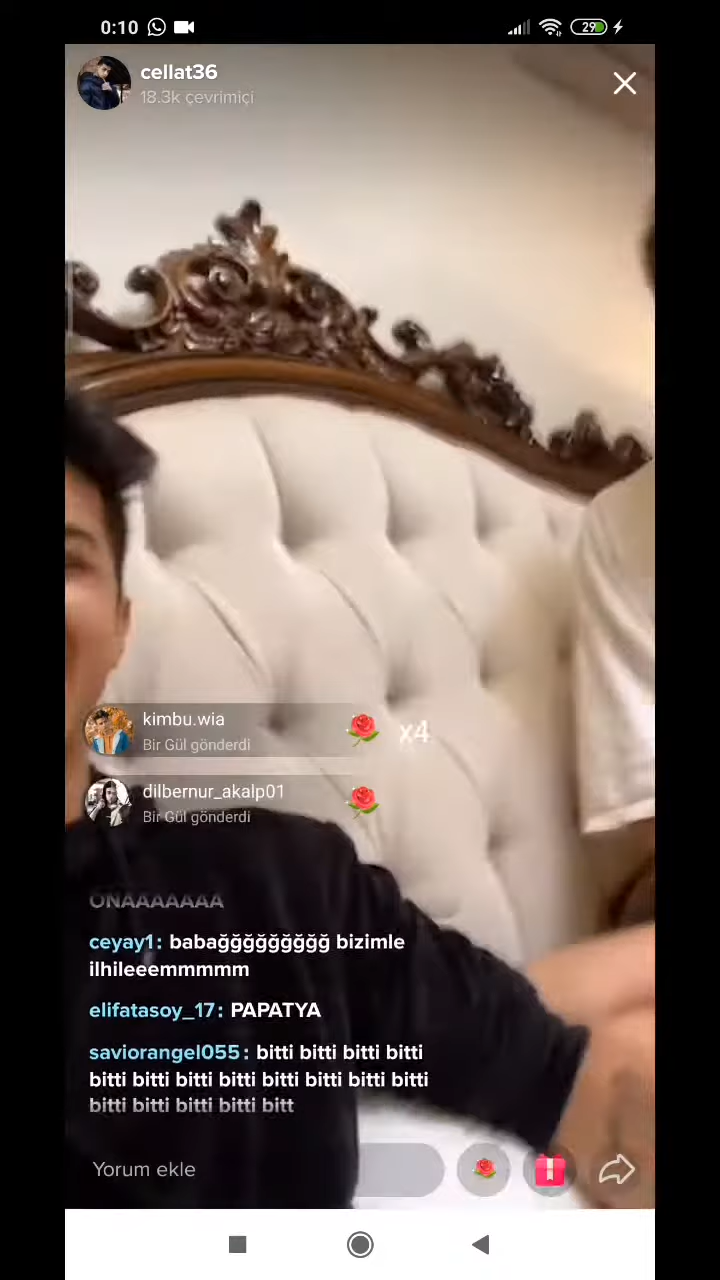 0:10
29
cellat36
18.3k çevrimiçi
kimbu.wia
Bir Gül gönderdi
x4
dilbernur_akalp01
Bir Gül gönderdi
ONAAAAAAA
ceyay1: babağğğğğğğğğ bizimle
ilhileeemmmmm
elifatasoy_17: PAPATYA
saviorangel055: bitti bitti bitti bitti
bitti bitti bitti bitti bitti bitti bitti bitti
bitti bitti bitti bitti bitt
Yorum ekle